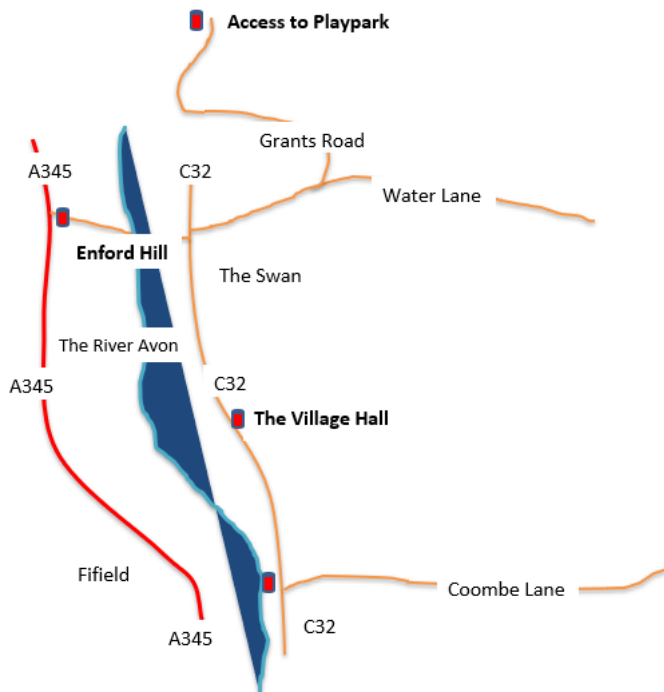 Access to Playpark
Grants Road
A345
C32
Water Lane
Enford Hill
The Swan
The River Avon
A345
C32
The Village Hall
Fifield
Coombe Lane
A345
C32